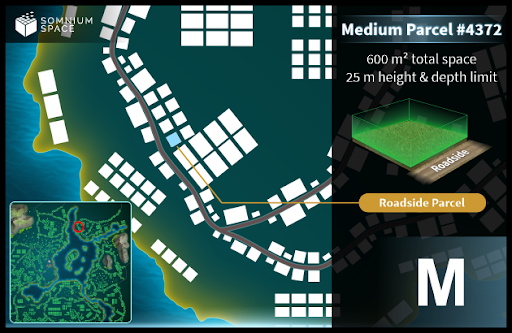 SOMNIUM
SPACE
Medium Parcel #4372
600 m² total space
25 m height & depth limit
Roadside
Roadside Parcel
M